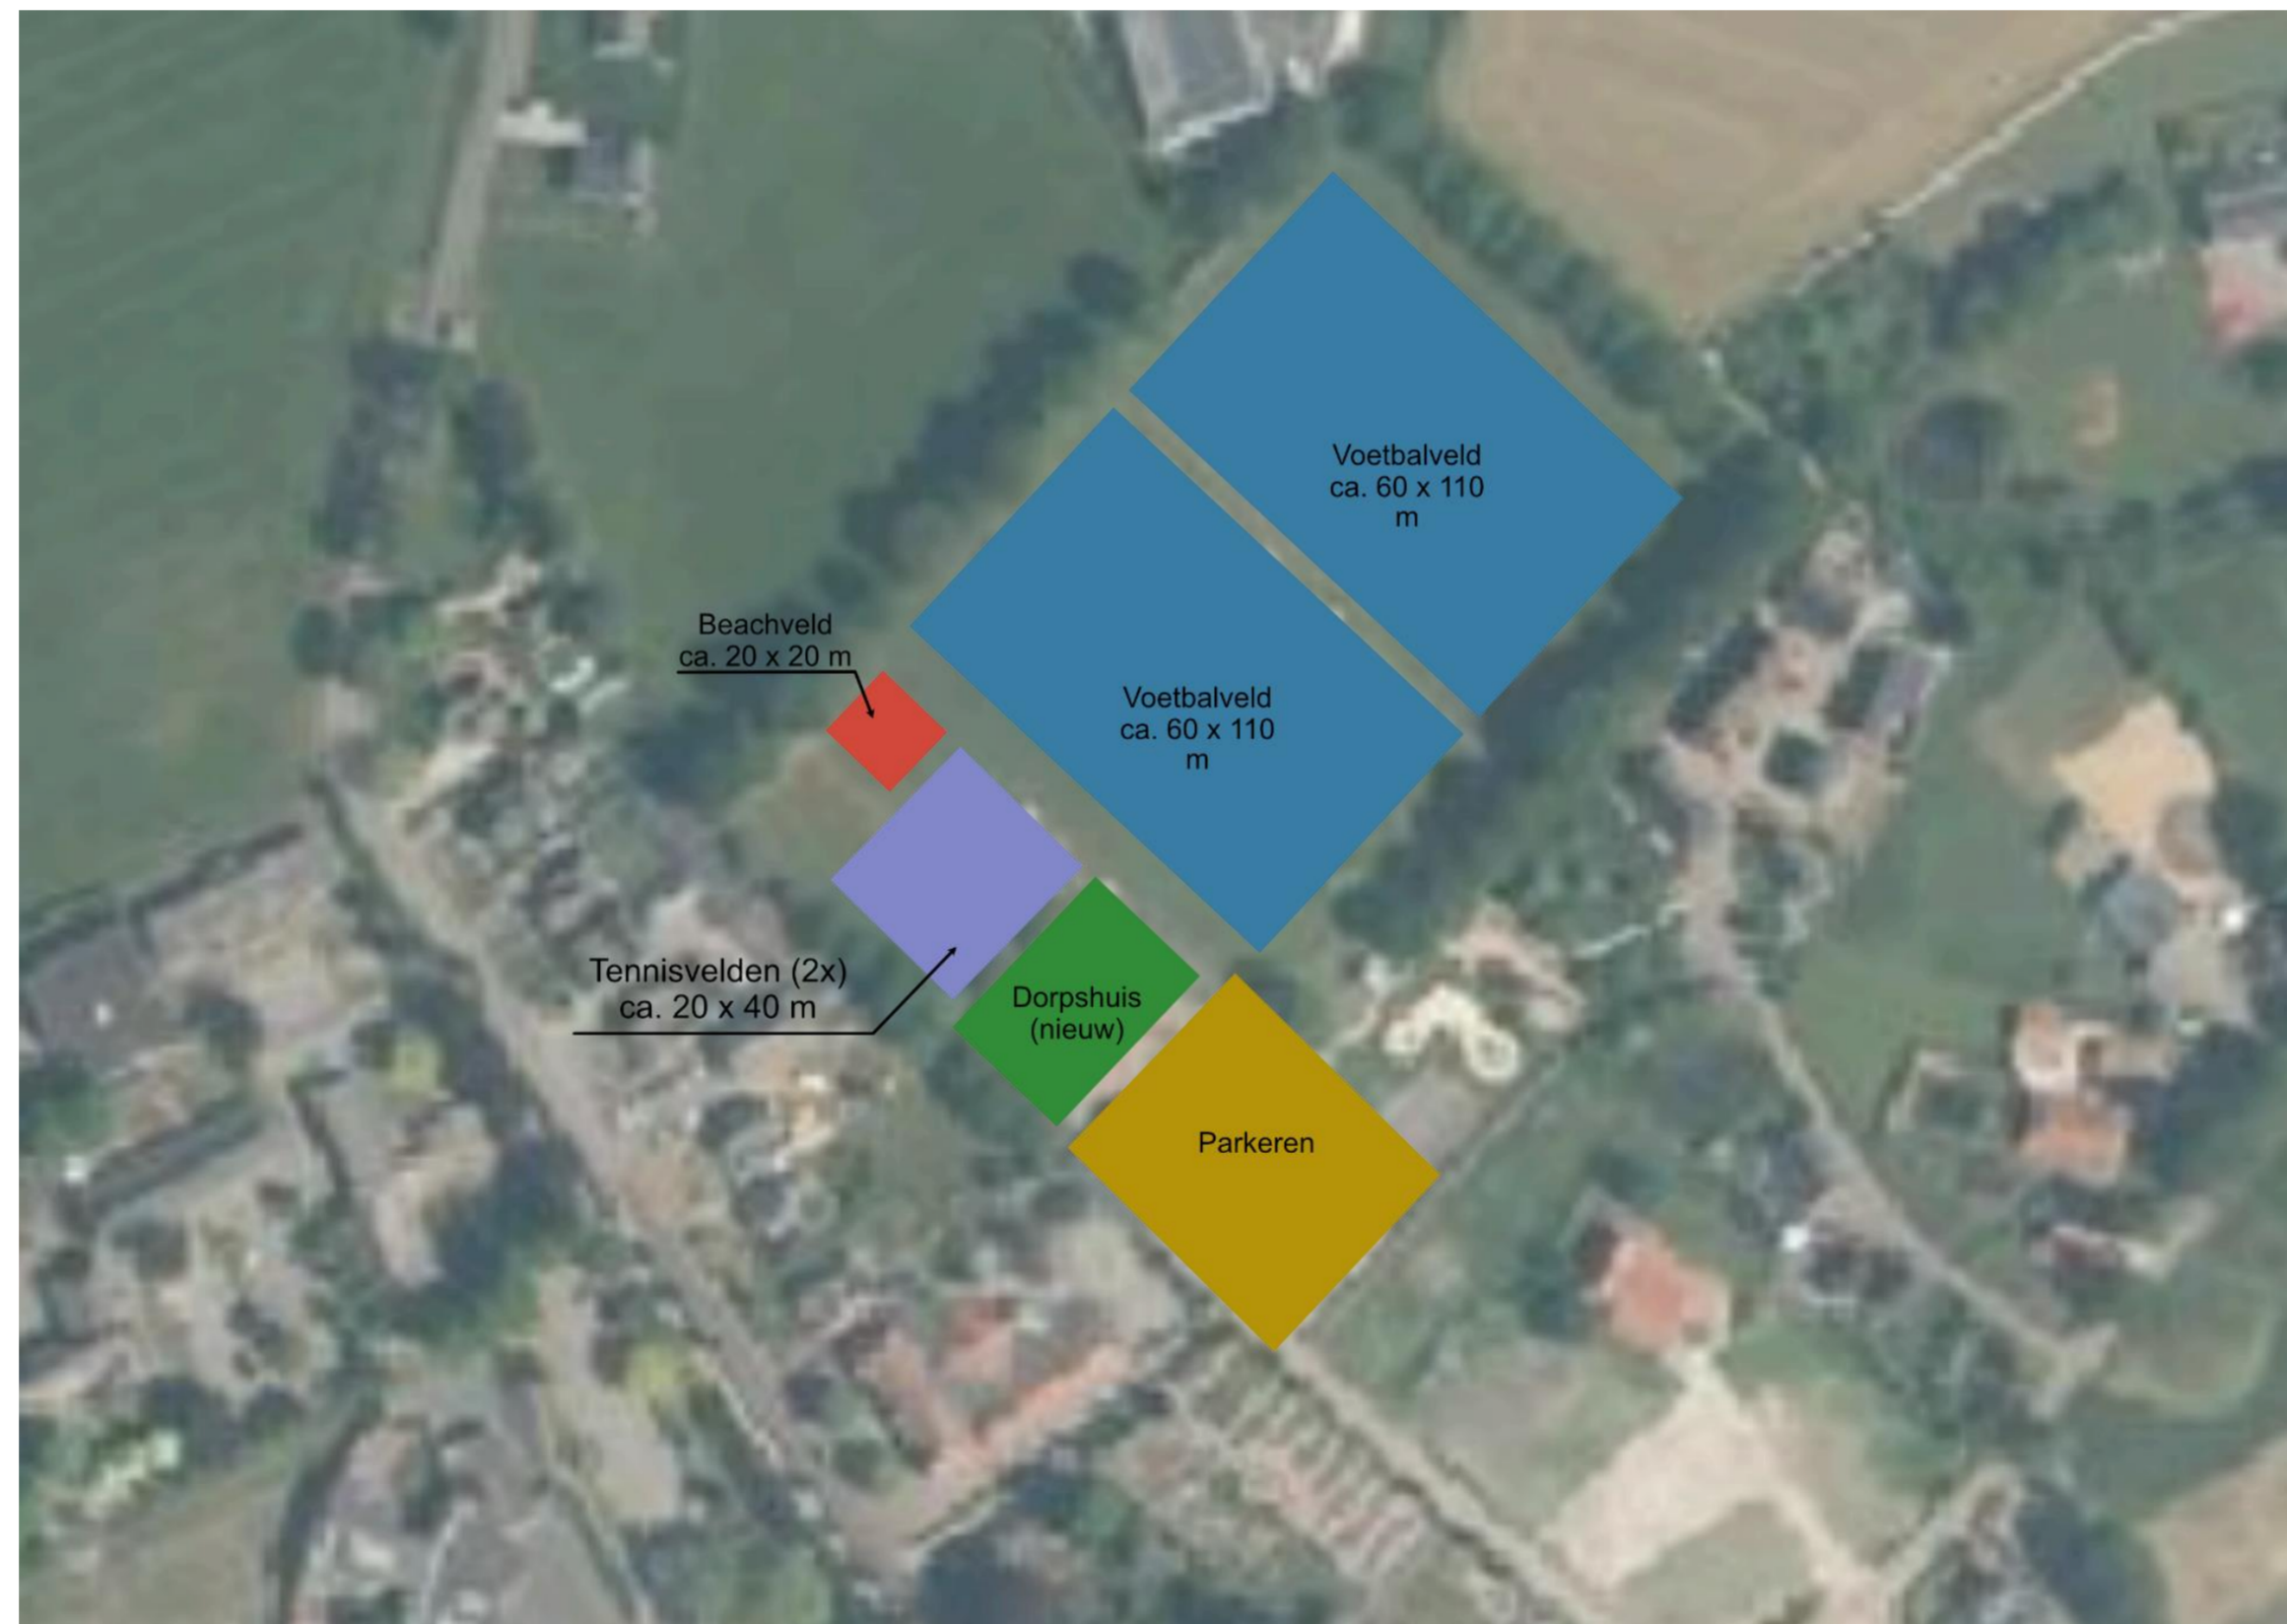 Voetbalveld
ca. 60 x 110
m
Beachveld
ca. 20 x 20 m
Voetbalveld
ca. 60 x 110
m
Tennisvelden (2x)
ca. 20 x 40 m
Dorpshuis
(nieuw)
Parkeren